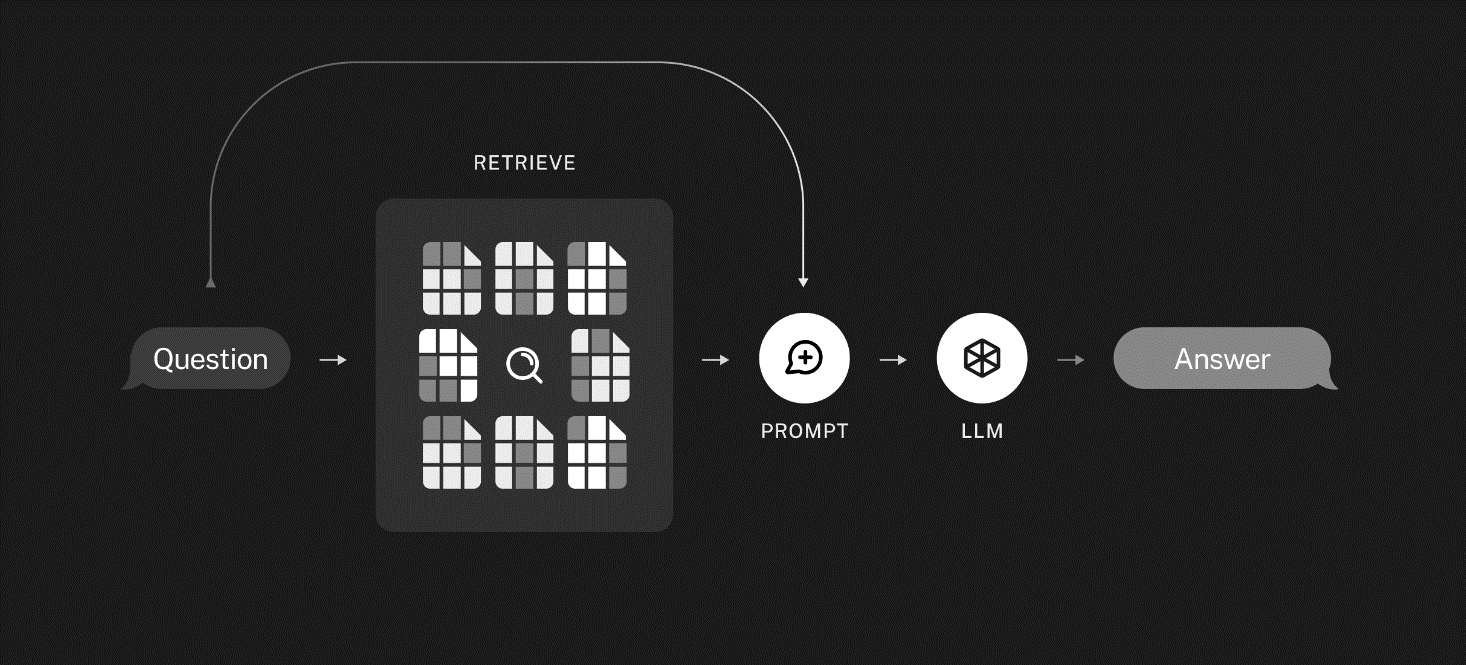 RETRIEVE
Question
Answer
PROMPT
LLM